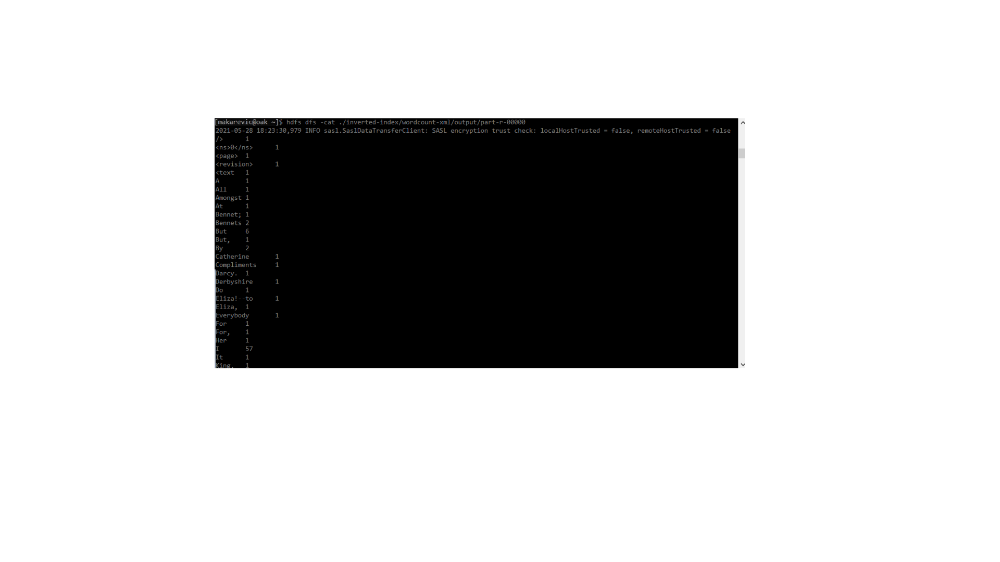 [makarevic@oak ~]$ hdfs dfs -cat ./inverted-index/wordcount-xml/output/part-r-00000
2021-05-28 18:23:30,979 INFO sasl.SaslDataTransferClient: SASL encryption trust check: localHostTrusted = false, remoteHostTrusted = false
/> 1
<ns>0</ns> 1
<page> 1
<revision> 1
<text 1
A 1
All 1
Amongst 1
At 1
Bennet; 1
Bennets 2
But 6
But, 1
By 2
Catherine 1
Compliments 1
Darcy. 1
Derbyshire 1
Do 1
Eliza!--to 1
Eliza, 1
Everybody 1
For 1
For, 1
Her 1
I 57
It 1
King, 1